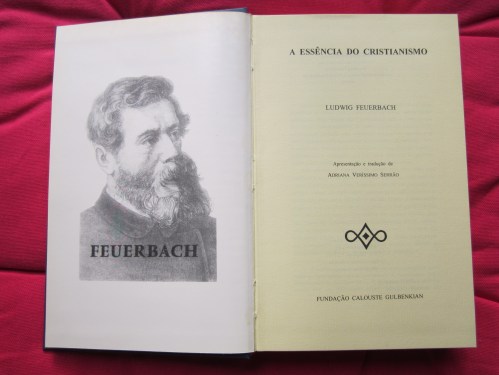 FEUERBACH
A ESSÊNCIA DO CRISTIANISMO
LUDWIG FEUERBACH
Apresentação e tradução de
ADRIANA VERÍSSIMO SERRÃO
FUNDAÇÃO CALOUSTE GULBENKIAN